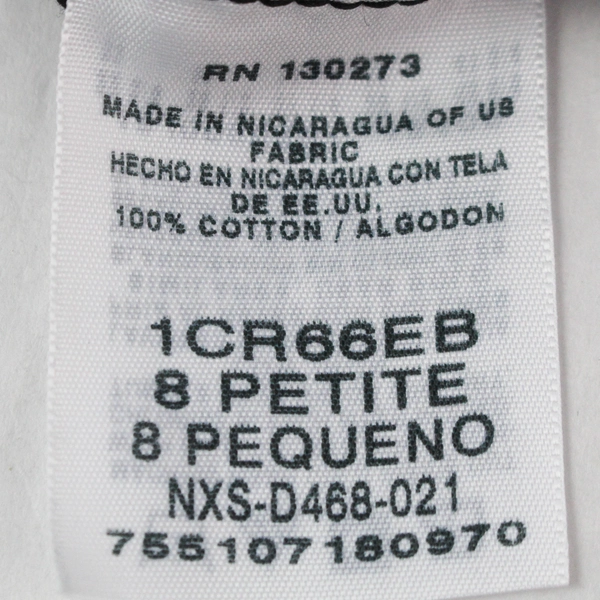 RN 130273
MADE IN NICARAGUA OF US
FABRIC
HECHO EN NICARAGUA CON TELA
DE EE.UU.
100% COTTON / ALGODON
1CR66EB
8 PETITE
8 PEQUENO
NXS-D468-021
755107180970